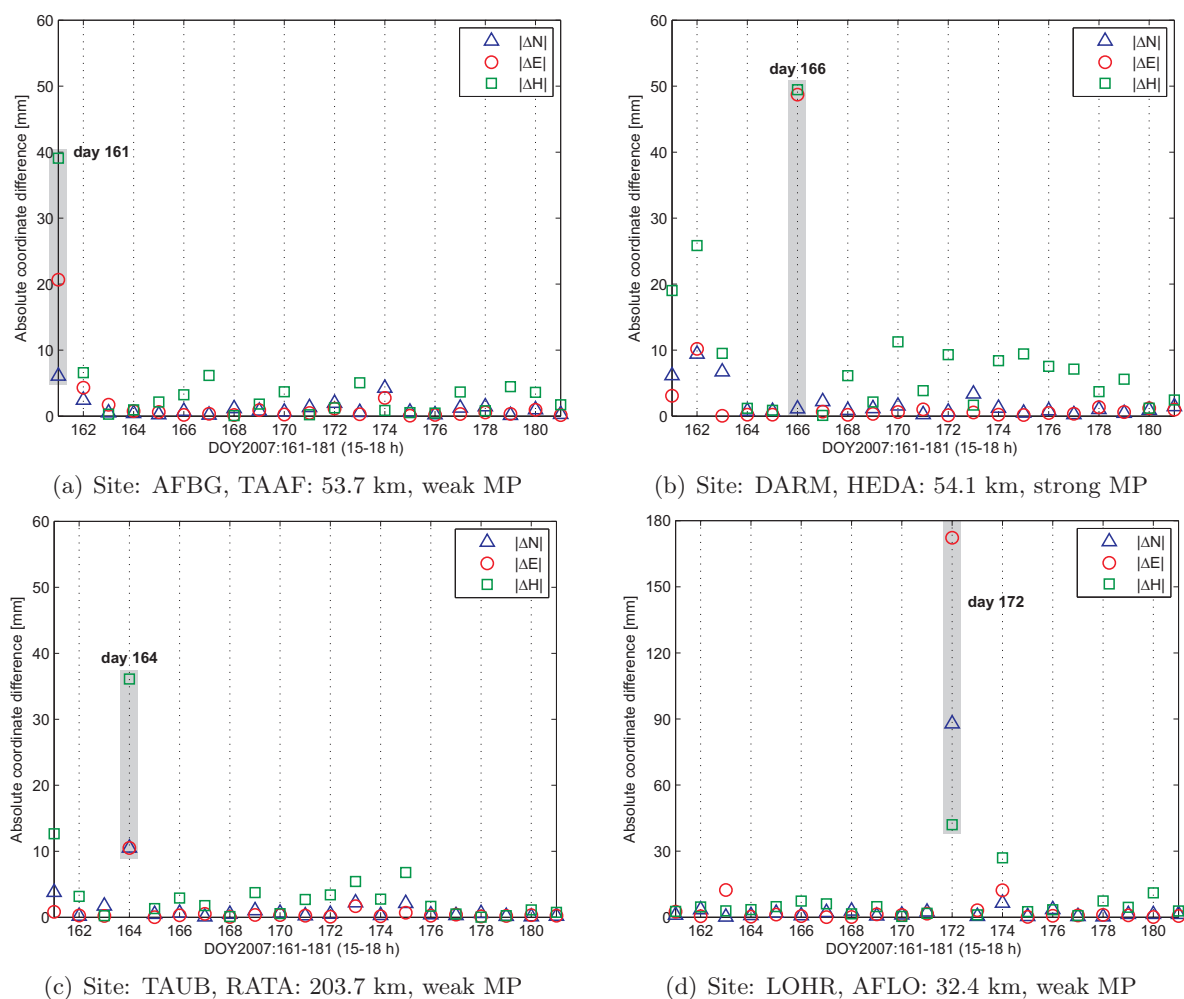 60
50
40
30
20
10
0
Absolute coordinate difference [mm]
|ΔN|
|ΔE|
|ΔH|
day 161
162 164 166 168 170 172 174 176 178 180
DOY2007:161-181 (15-18 h)
(a) Site: AFBG, TAAF: 53.7 km, weak MP
60
50
40
30
20
10
0
Absolute coordinate difference [mm]
|ΔN|
|ΔE|
|ΔH|
day 166
162 164 166 168 170 172 174 176 178 180
DOY2007:161-181 (15-18 h)
(b) Site: DARM, HEDA: 54.1 km, strong MP
60
50
40
30
20
10
0
Absolute coordinate difference [mm]
|ΔN|
|ΔE|
|ΔH|
day 164
162 164 166 168 170 172 174 176 178 180
DOY2007:161-181 (15-18 h)
(c) Site: TAUB, RATA: 203.7 km, weak MP
180
150
120
90
60
30
0
Absolute coordinate difference [mm]
|ΔN|
|ΔE|
|ΔH|
day 172
162 164 166 168 170 172 174 176 178 180
DOY2007:161-181 (15-18 h)
(d) Site: LOHR, AFLO: 32.4 km, weak MP